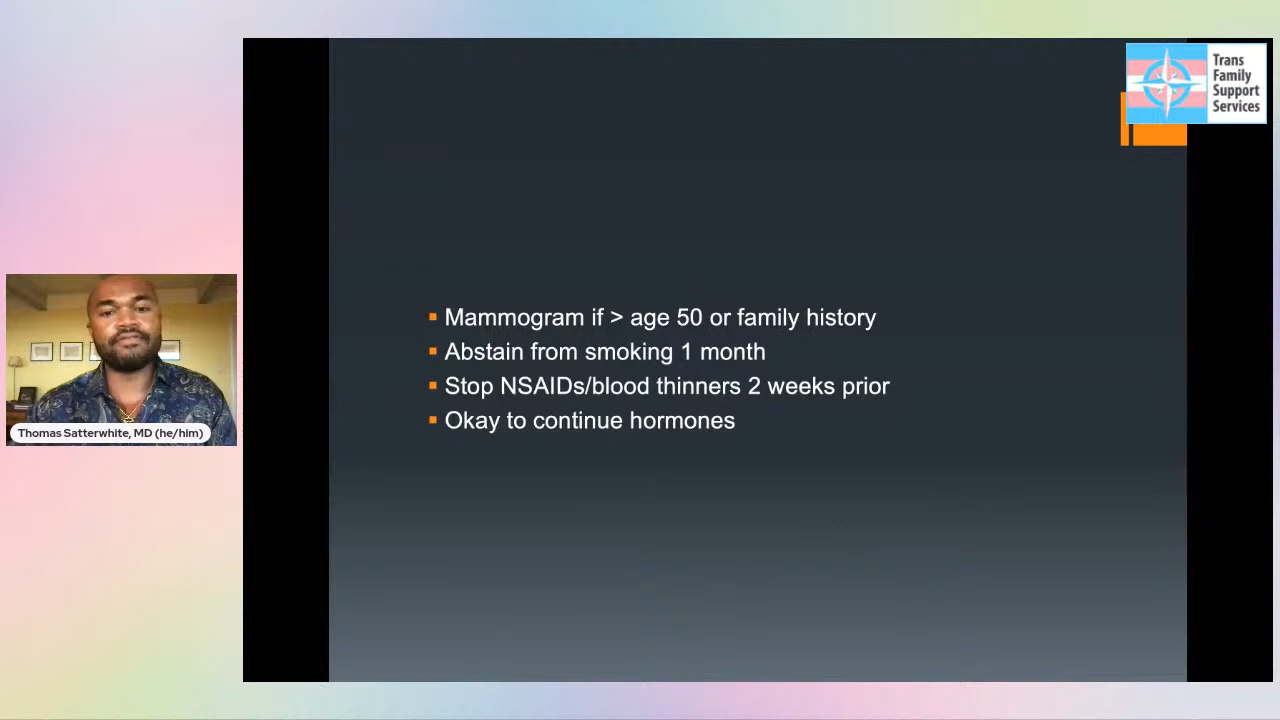 Trans
Family
Support
Services
Mammogram if > age 50 or family history
Abstain from smoking 1 month
Stop NSAIDs/blood thinners 2 weeks prior
Okay to continue hormones
Thomas Satterwhite, MD (he/him)